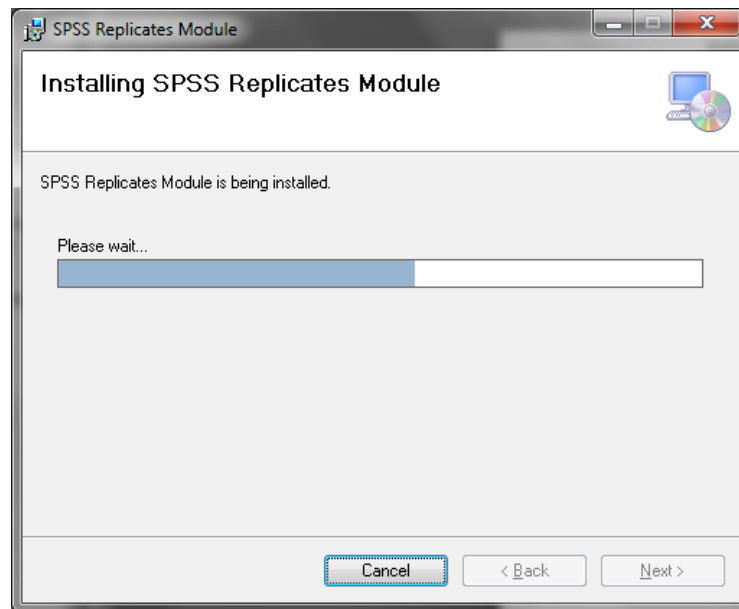 SPSS Replicates Module
Installing SPSS Replicates Module
SPSS Replicates Module is being installed.
Please wait...
Cancel
< Back
Next >